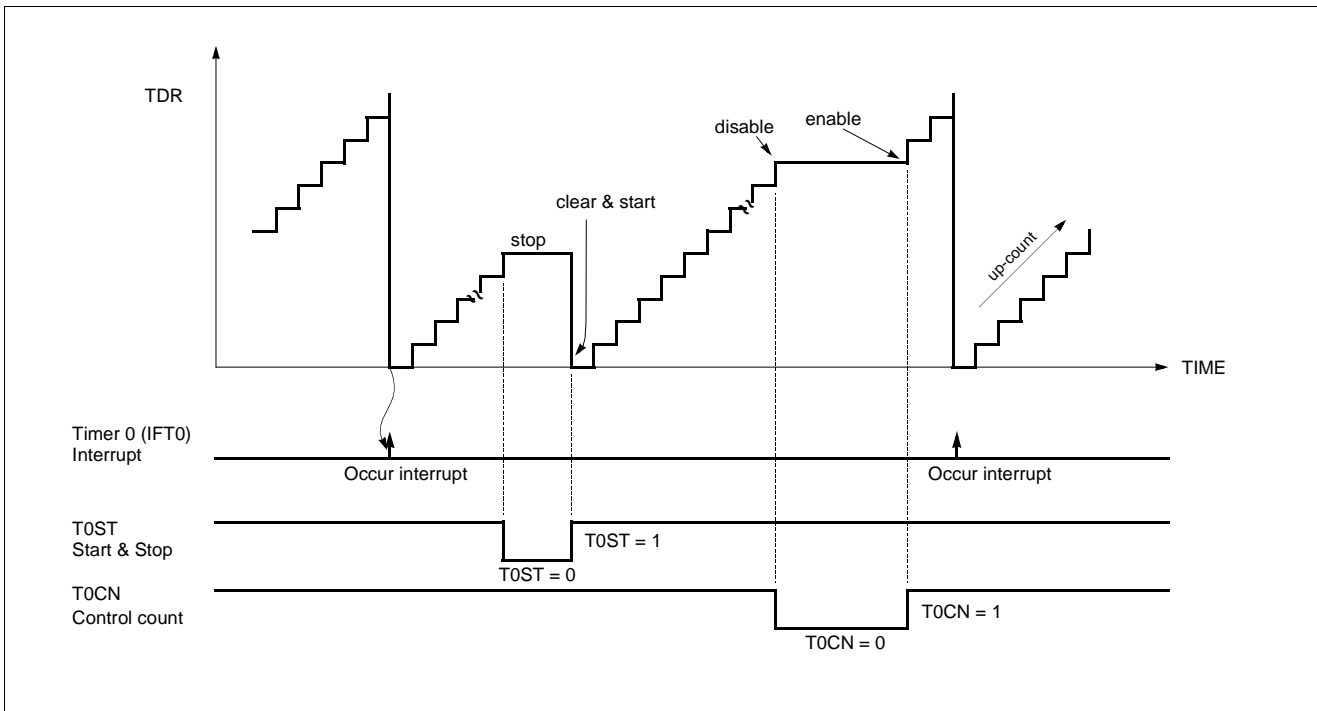 TDR
disable
enable
clear & start
stop
up-count
TIME
Timer 0 (IFT0)
Interrupt
Occur interrupt
Occur interrupt
T0ST
Start & Stop
T0ST = 1
T0ST = 0
T0CN
Control count
T0CN = 1
T0CN = 0